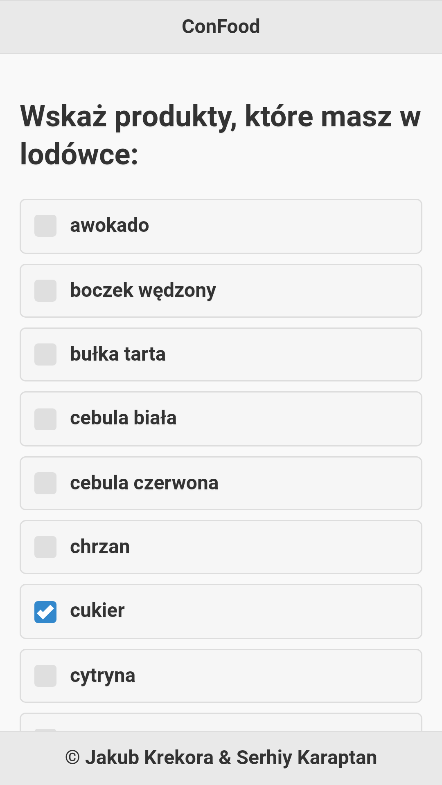 ConFood
Wskaż produkty, które masz w
lodówce:
awokado
boczek wędzony
bułka tarta
cebula biała
cebula czerwona
chrzan
cukier
cytryna
© Jakub Krekora & Serhiy Karaptan